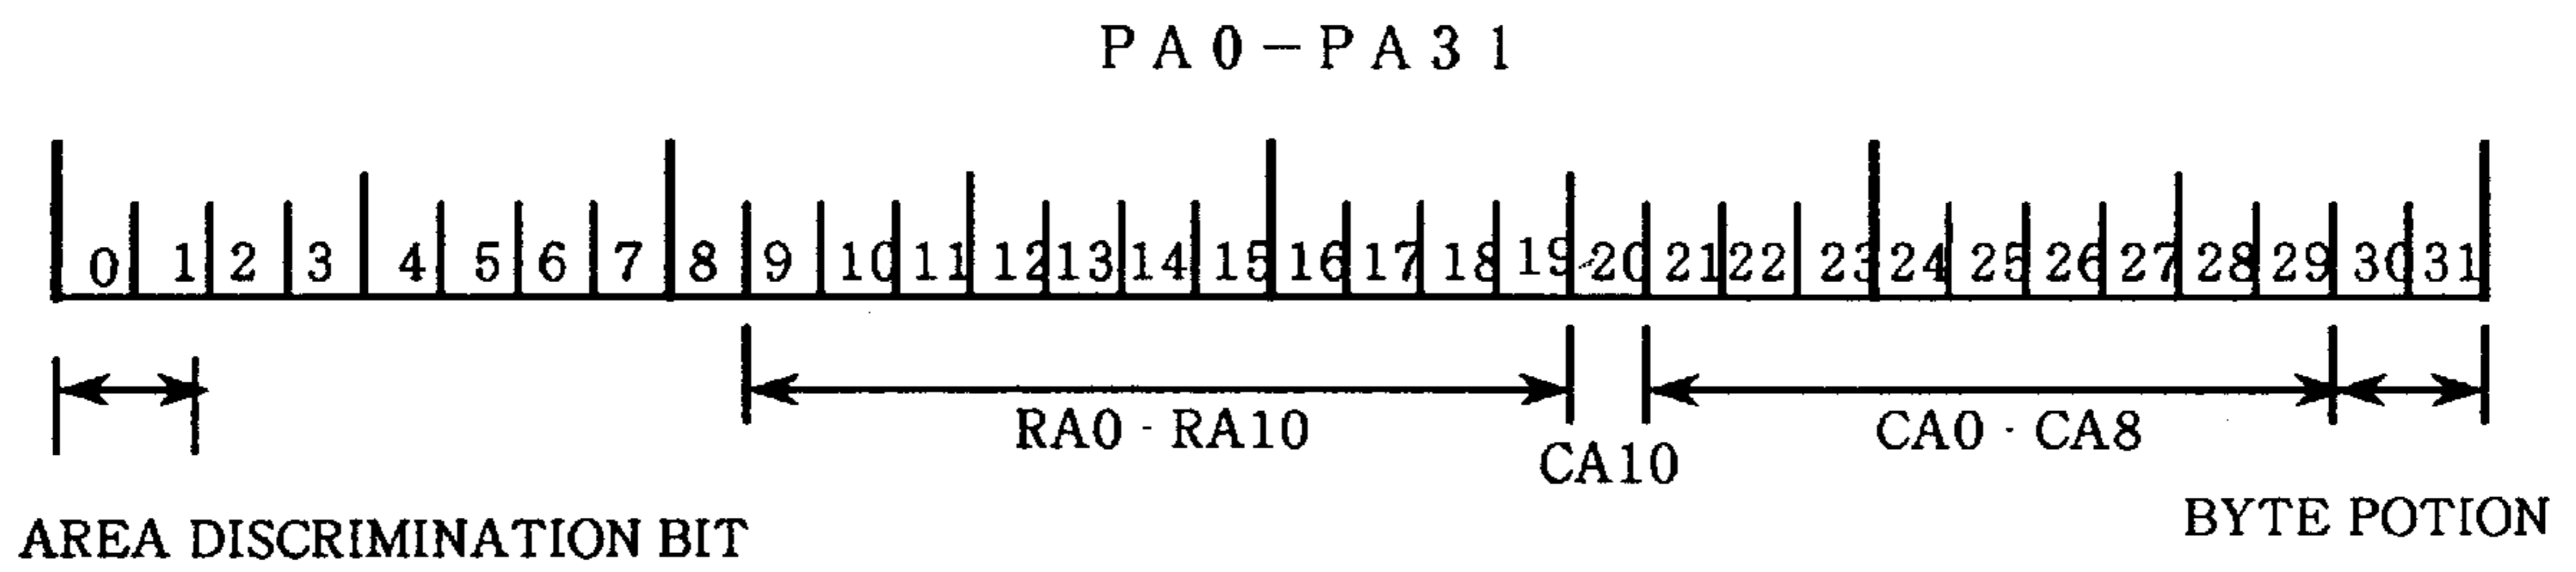 PA0-PA31
0 1 2 3 4 5 6 7 8 9 10 11 12 13 14 15 16 17 18 19 20 21 22 23 24 25 26 27 28 29 30 31
RA0 - RA10
CA10
CA0 - CA8
AREA DISCRIMINATION BIT
BYTE POTION